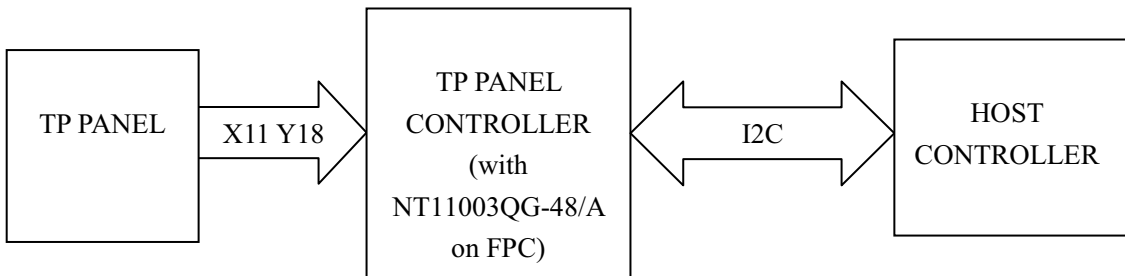 TP PANEL
X11 Y18
TP PANEL
CONTROLLER
(with
NT11003QG-48/A
on FPC)
I2C
HOST
CONTROLLER